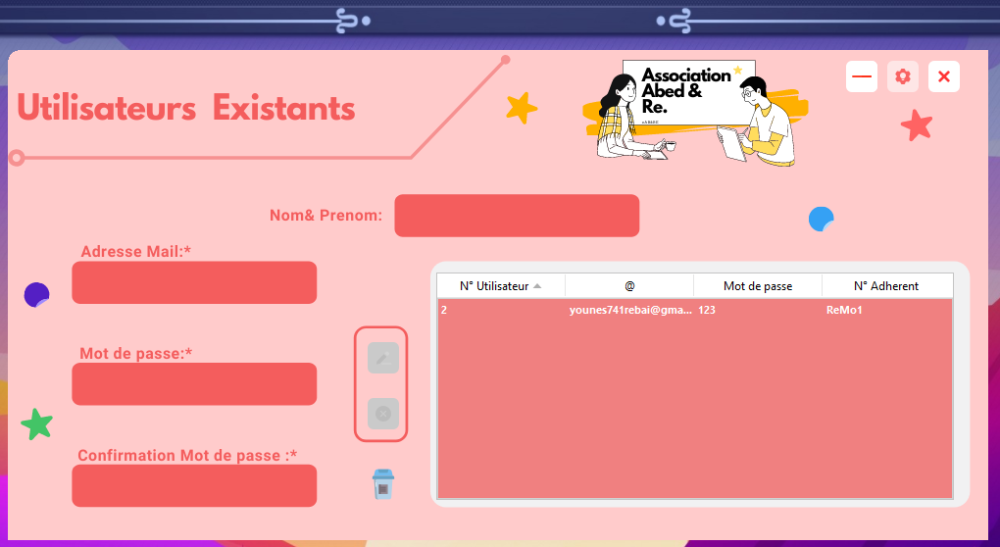 Utilisateurs Existants
Association
Abed &
Re.
Nom& Prenom:
Adresse Mail:*
Mot de passe:*
Confirmation Mot de passe :*
N° Utilisateur @ Mot de passe N° Adherent
2 younes741rebai@gma... 123 ReMo1